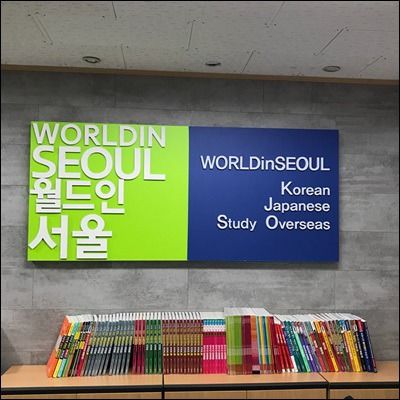 WORLDIN
SEOUL
월드인
서울
WORLDinSEOUL
Korean
Japanese
Study Overseas